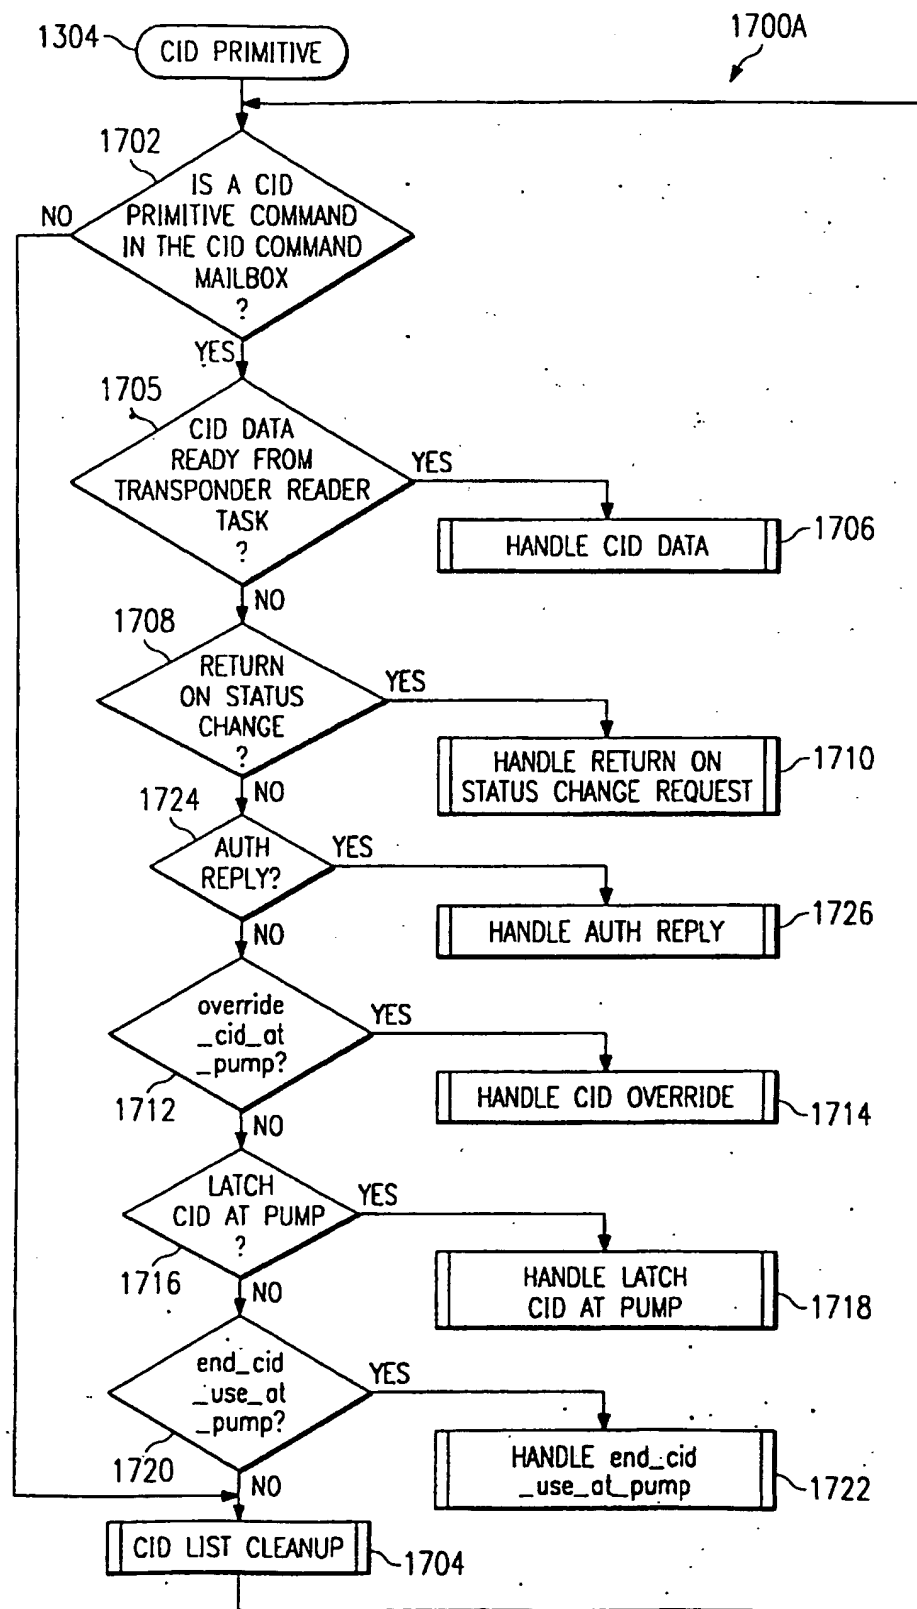 1304
CID PRIMITIVE
1700A
1702
IS A CID
PRIMITIVE COMMAND
IN THE CID COMMAND
MAILBOX
?
NO
YES
1705
CID DATA
READY FROM
TRANSPONDER READER
TASK
?
YES
HANDLE CID DATA
1706
NO
1708
RETURN
ON STATUS
CHANGE
?
YES
HANDLE RETURN ON
STATUS CHANGE REQUEST
1710
NO
1724
AUTH
REPLY?
YES
HANDLE AUTH REPLY
1726
NO
override
_cid_at
_pump?
YES
1712
HANDLE CID OVERRIDE
1714
NO
LATCH
CID AT PUMP
?
YES
1716
HANDLE LATCH
CID AT PUMP
1718
NO
end_cid
_use_at
_pump?
YES
1720
HANDLE end_cid
_use_at_pump
1722
NO
CID LIST CLEANUP
1704